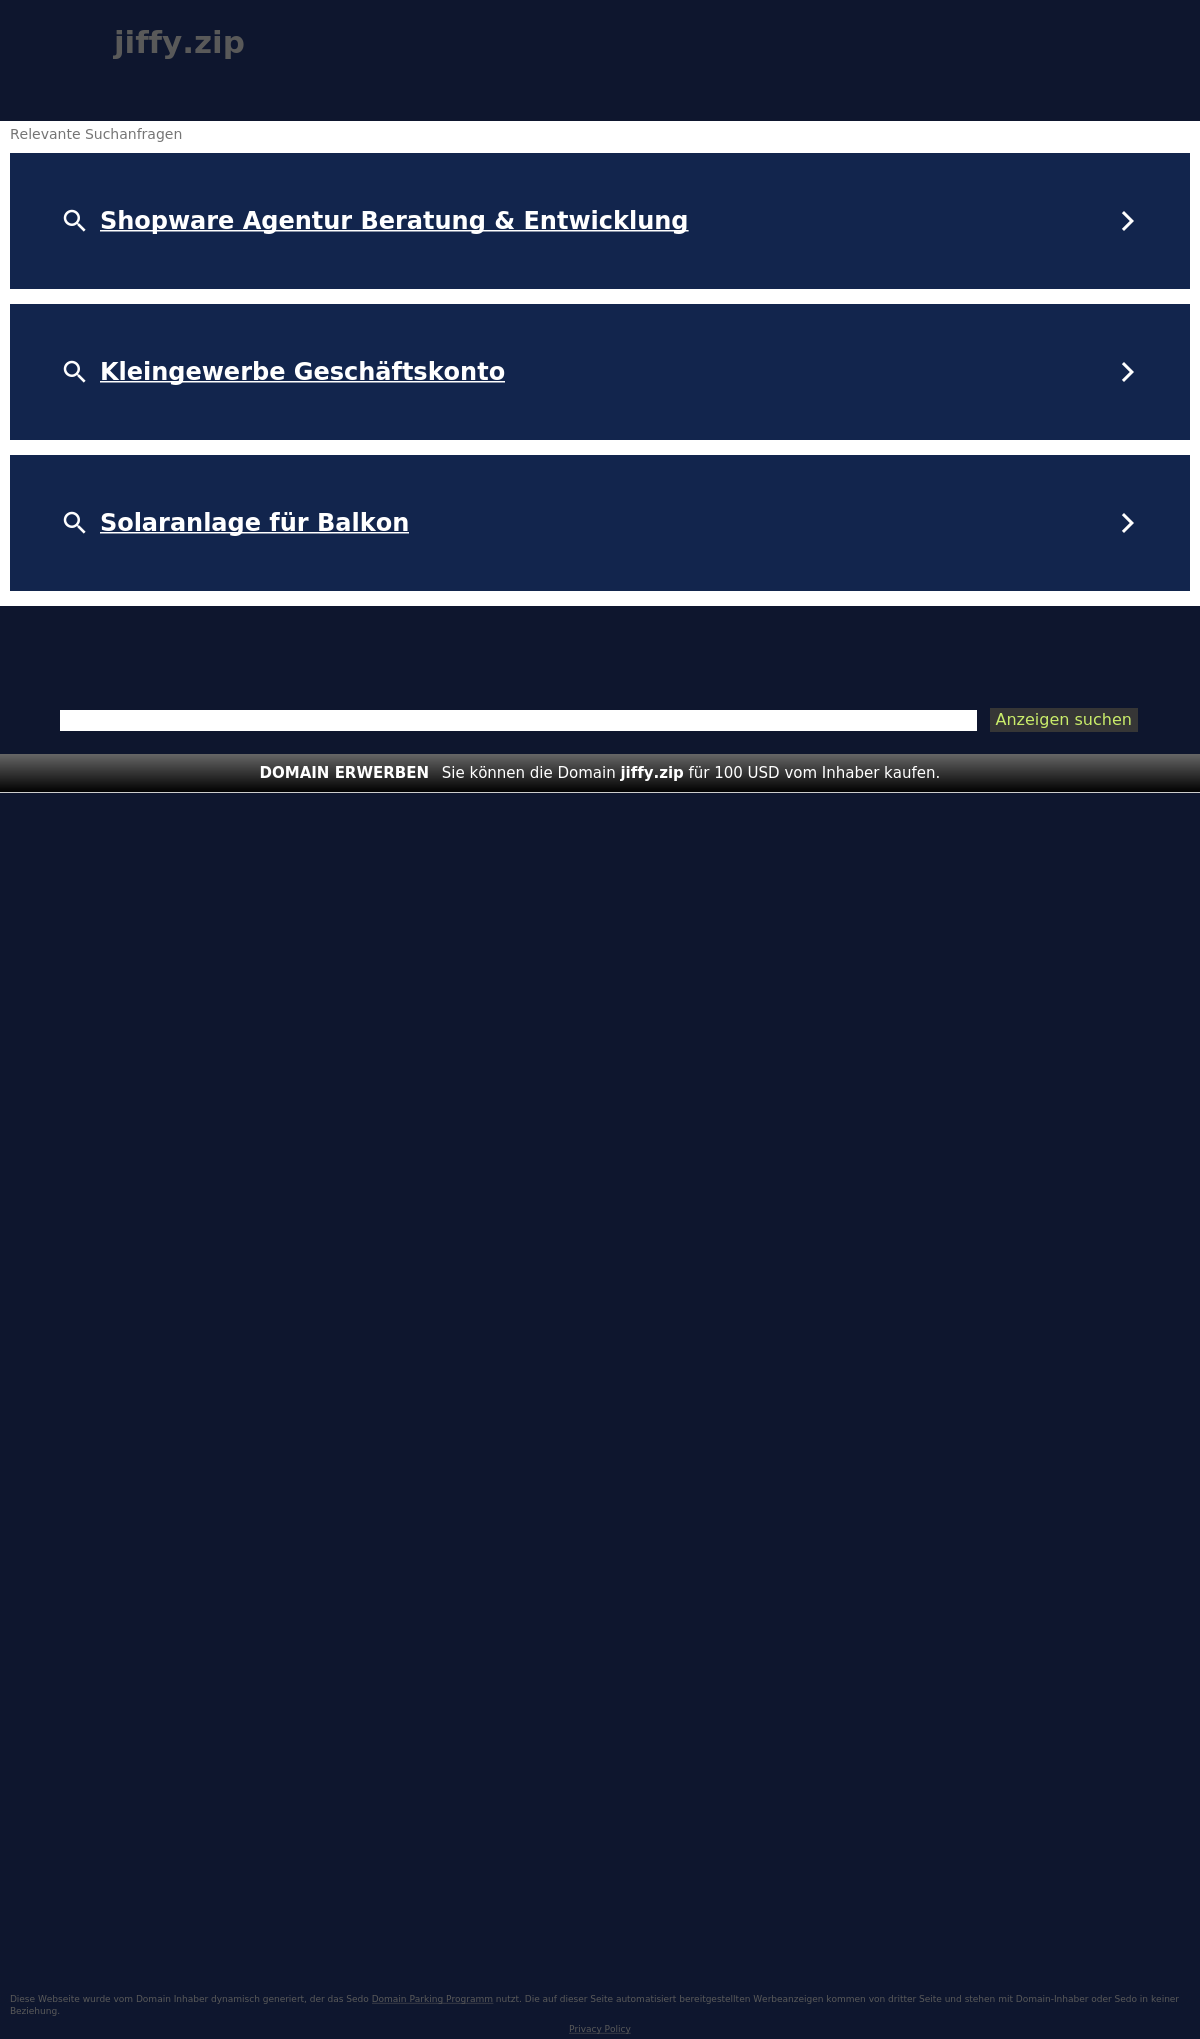 jiffy.zip
Relevante Suchanfragen
Shopware Agentur Beratung & Entwicklung
Kleingewerbe Geschäftskonto
Solaranlage für Balkon
Anzeigen suchen
DOMAIN ERWERBEN Sie können die Domain jiffy.zip für 100 USD vom Inhaber kaufen.
Diese Webseite wurde vom Domain Inhaber dynamisch generiert, der das Sedo Domain Parking Programm nutzt. Die auf dieser Seite automatisiert bereitgestellten Werbeanzeigen kommen von dritter Seite und stehen mit Domain-Inhaber oder Sedo in keiner
Beziehung.
Privacy Policy